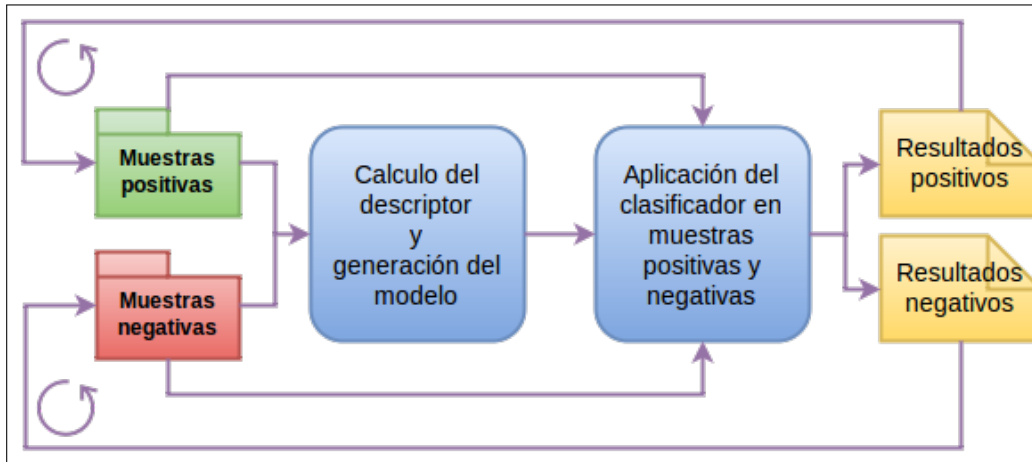 Muestras
positivas
Calculo del
descriptor
y
generación del
modelo
Aplicación del
clasificador en
muestras
positivas y
negativas
Resultados
positivos
Muestras
negativas
Resultados
negativos